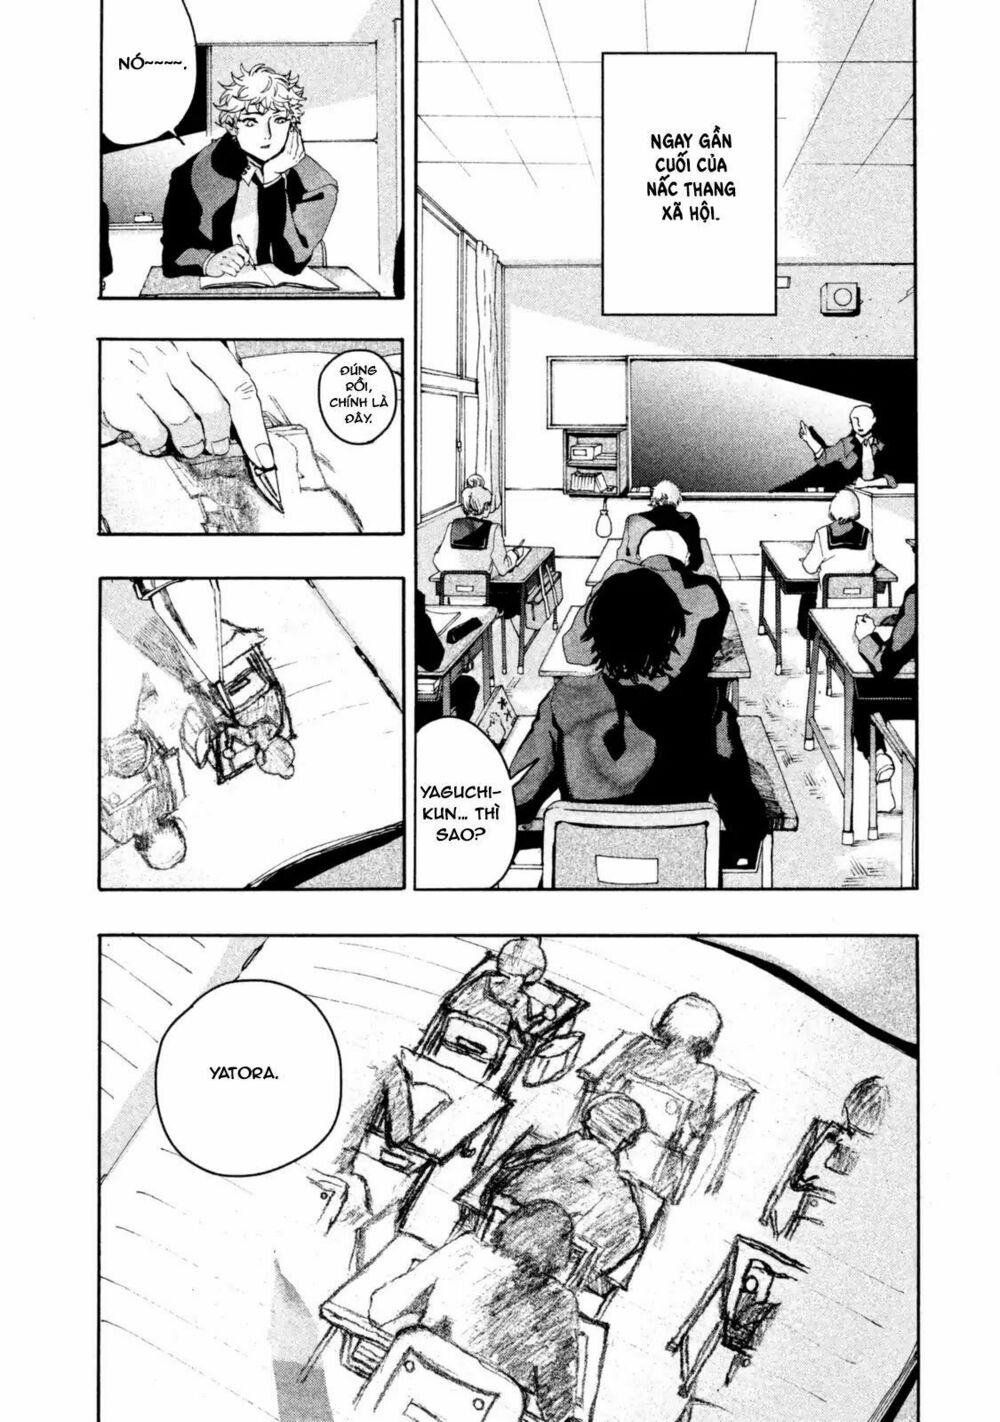 NGAY GẦN
CUỐI CỦA
NẤC THANG
XÃ HỘI.
YAGUCHI-
KUN... THÌ
SAO?
NÓ~~~~.
ĐÚNG
RỒI,
CHÍNH LÀ
ĐÂY.
YATORA.